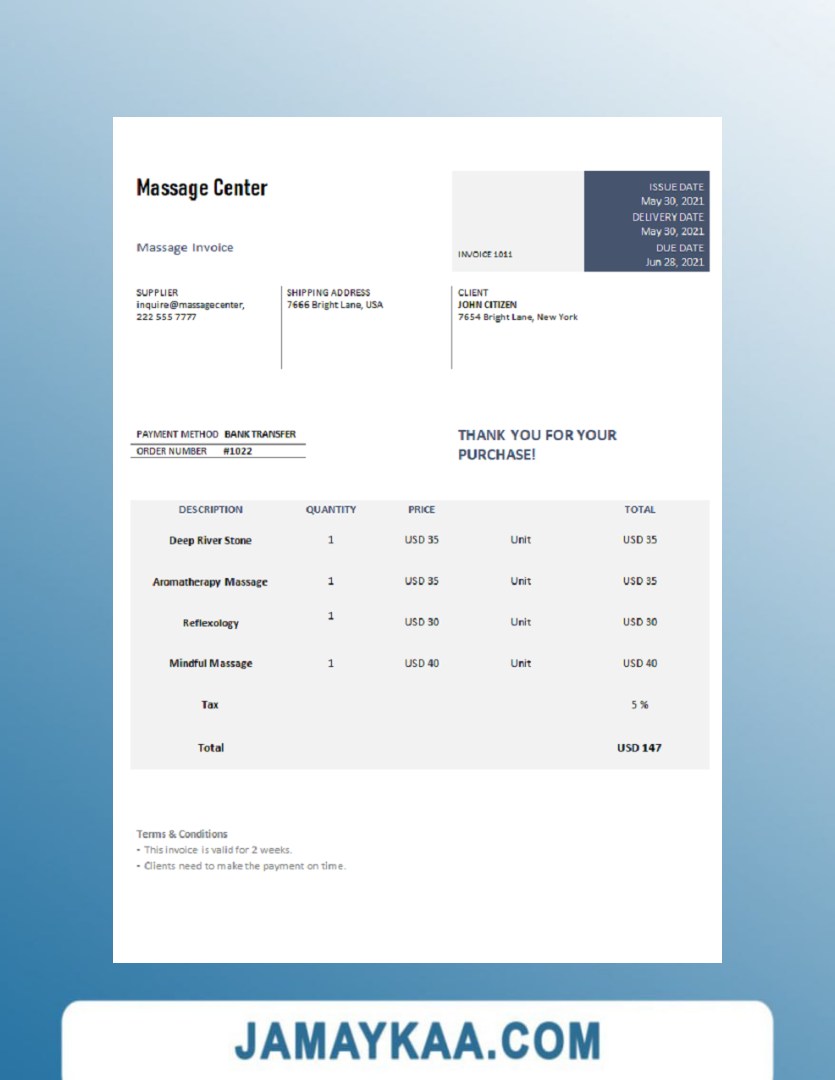 Massage Center
Massage Invoice
INVOICE 1011
ISSUE DATE
May 30, 2021
DELIVERY DATE
May 30, 2021
DUE DATE
Jun 28, 2021
SUPPLIER
inquire@massagecenter,
222 555 7777
SHIPPING ADDRESS
7666 Bright Lane, USA
CLIENT
JOHN CITIZEN
7654 Bright Lane, New York
PAYMENT METHOD BANK TRANSFER
ORDER NUMBER #1022
THANK YOU FOR YOUR
PURCHASE!
DESCRIPTION QUANTITY PRICE TOTAL
Deep River Stone 1 USD 35 Unit USD 35
Aromatherapy Massage 1 USD 35 Unit USD 35
Reflexology 1 USD 30 Unit USD 30
Mindful Massage 1 USD 40 Unit USD 40
Tax 5 %
Total USD 147
Terms & Conditions
- This invoice is valid for 2 weeks.
- Clients need to make the payment on time.
JAMAYKAA.COM